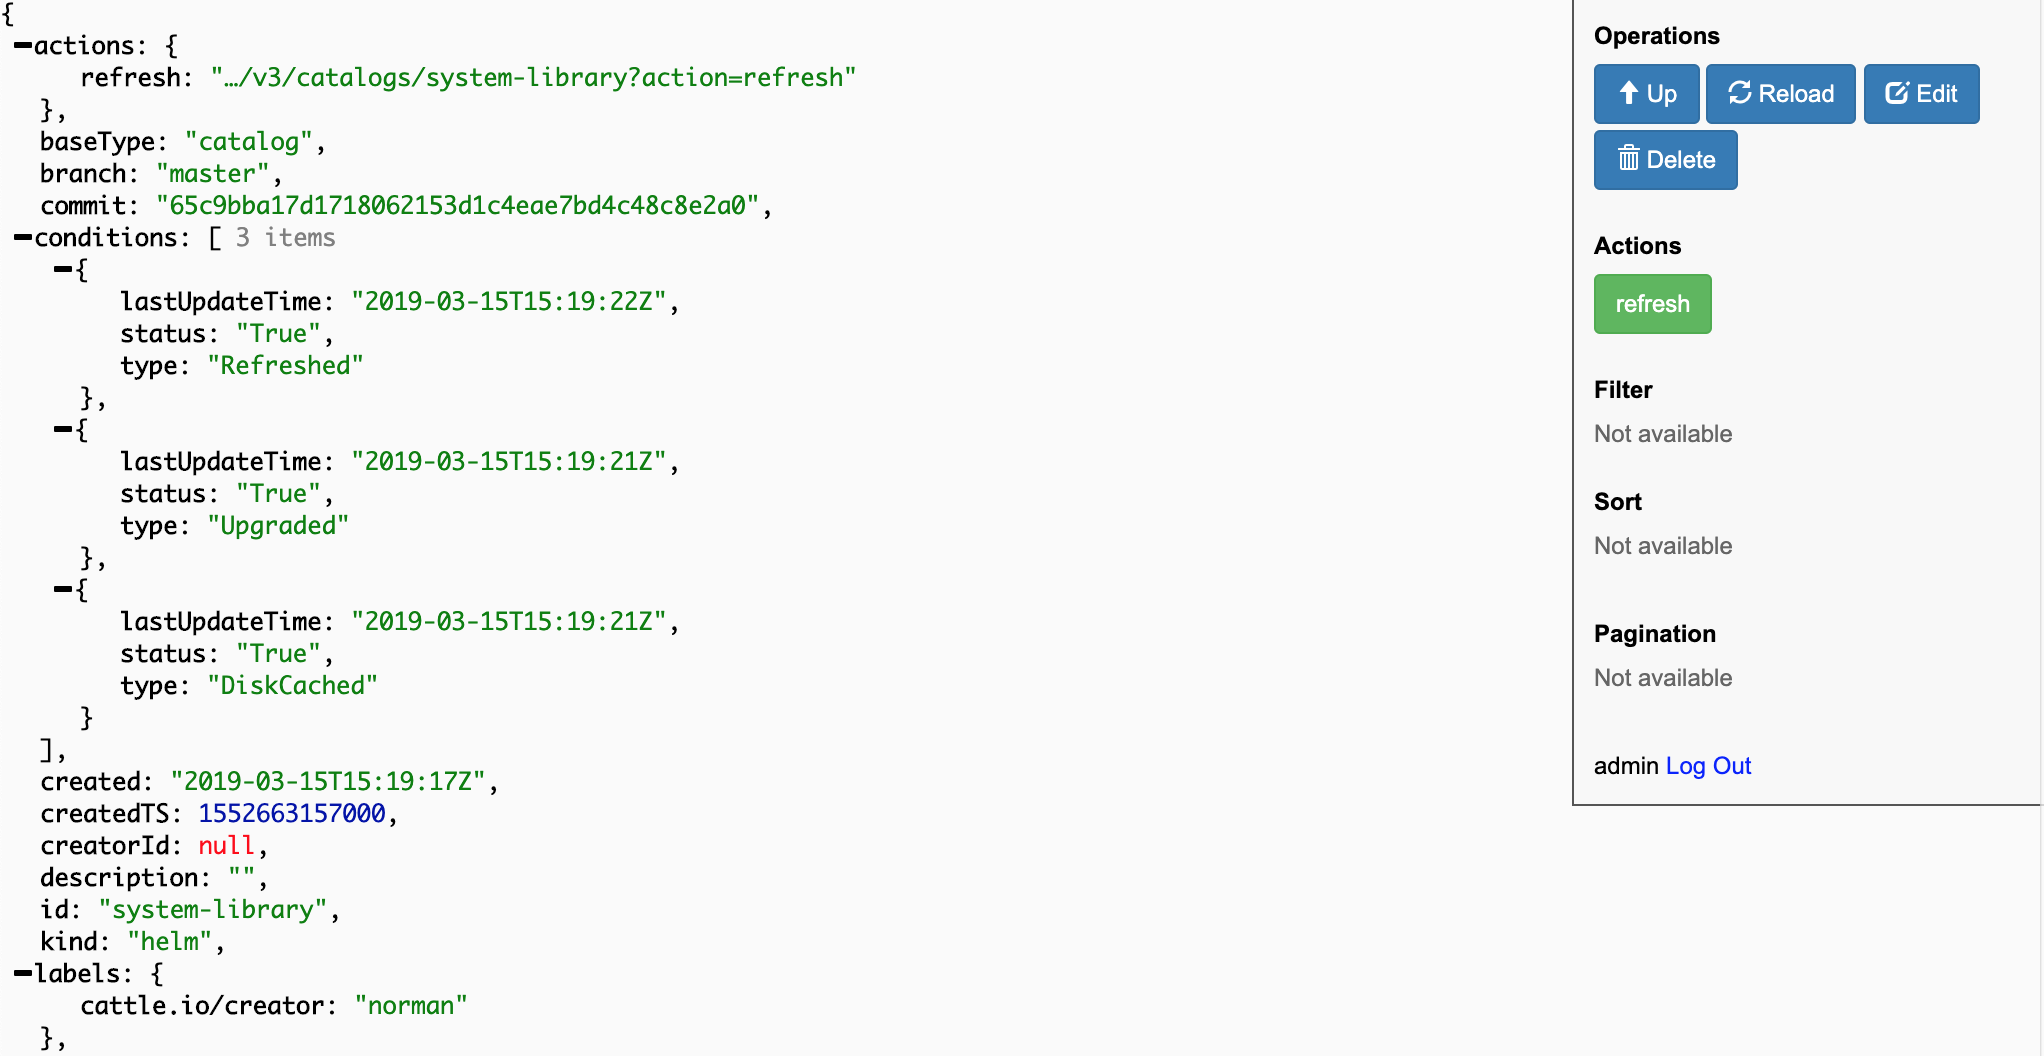 {
actions: {
refresh: "…/v3/catalogs/system-library?action=refresh"
},
baseType: "catalog",
branch: "master",
commit: "65c9bba17d1718062153d1c4eae7bd4c48c8e2a0",
conditions: [ 3 items
{
lastUpdateTime: "2019-03-15T15:19:22Z",
status: "True",
type: "Refreshed"
},
{
lastUpdateTime: "2019-03-15T15:19:21Z",
status: "True",
type: "Upgraded"
},
{
lastUpdateTime: "2019-03-15T15:19:21Z",
status: "True",
type: "DiskCached"
}
],
created: "2019-03-15T15:19:17Z",
createdTS: 1552663157000,
creatorId: null,
description: "",
id: "system-library",
kind: "helm",
labels: {
cattle.io/creator: "norman"
},
Operations
Up Reload Edit
Delete
Actions
refresh
Filter
Not available
Sort
Not available
Pagination
Not available
admin Log Out